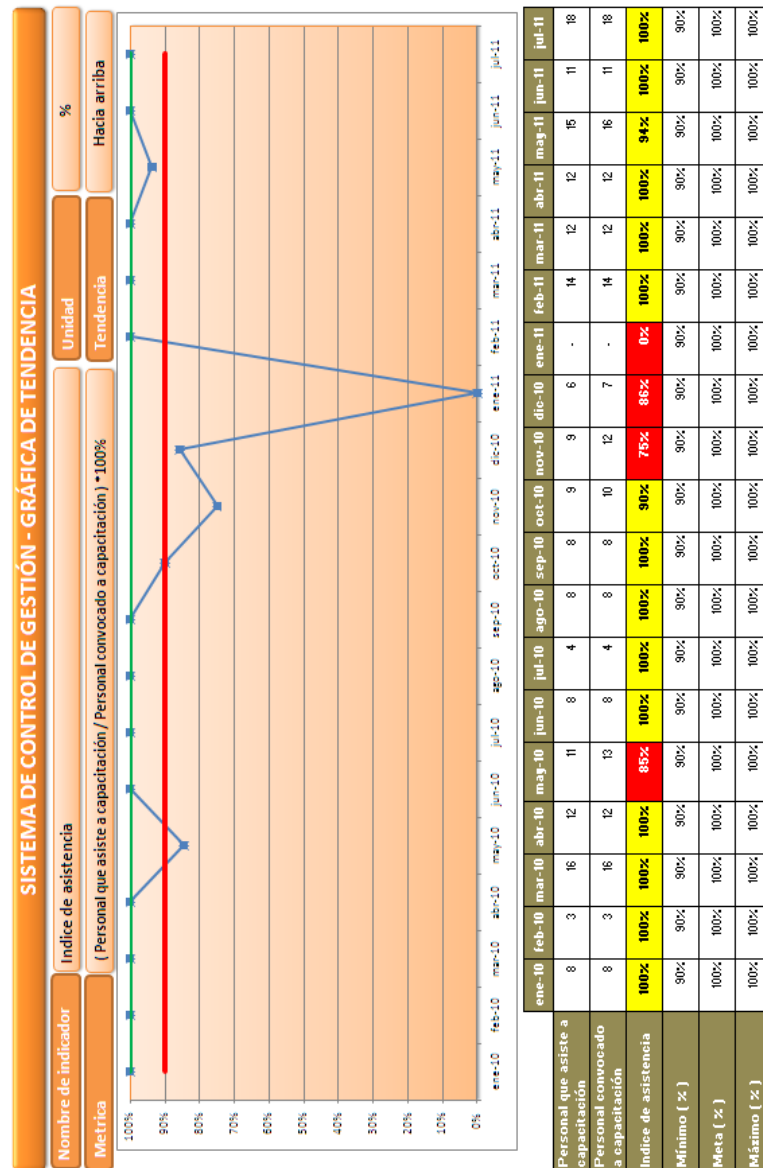 SISTEMA DE CONTROL DE GESTIÓN - GRÁFICA DE TENDENCIA
Nombre de indicador Indice de asistencia Unidad %
Metrica ( Personal que asiste a capacitación / Personal convocado a capacitación ) *100% Tendencia Hacia arriba
100%
90%
80%
70%
60%
50%
40%
30%
20%
10%
0%
ene-10 feb-10 mar-10 abr-10 may-10 jun-10 jul-10 ago-10 sep-10 oct-10 nov-10 dic-10 ene-11 feb-11 mar-11 abr-11 may-11 jun-11 jul-11
ene-10 feb-10 mar-10 abr-10 may-10 jun-10 jul-10 ago-10 sep-10 oct-10 nov-10 dic-10 ene-11 feb-11 mar-11 abr-11 may-11 jun-11 jul-11
Personal que asiste a
capacitación 8 3 16 12 11 8 4 8 8 9 9 6 - 14 12 12 15 11 18
Personal convocado
a capacitación 8 3 16 12 13 8 4 8 8 10 12 7 - 14 12 12 16 11 18
Indice de asistencia 100% 100% 100% 100% 85% 100% 100% 100% 100% 90% 75% 86% 0% 100% 100% 100% 94% 100% 100%
Mínimo ( % ) 90% 90% 90% 90% 90% 90% 90% 90% 90% 90% 90% 90% 90% 90% 90% 90% 90% 90% 90%
Meta ( % ) 100% 100% 100% 100% 100% 100% 100% 100% 100% 100% 100% 100% 100% 100% 100% 100% 100% 100% 100%
Máximo ( % ) 100% 100% 100% 100% 100% 100% 100% 100% 100% 100% 100% 100% 100% 100% 100% 100% 100% 100% 100%